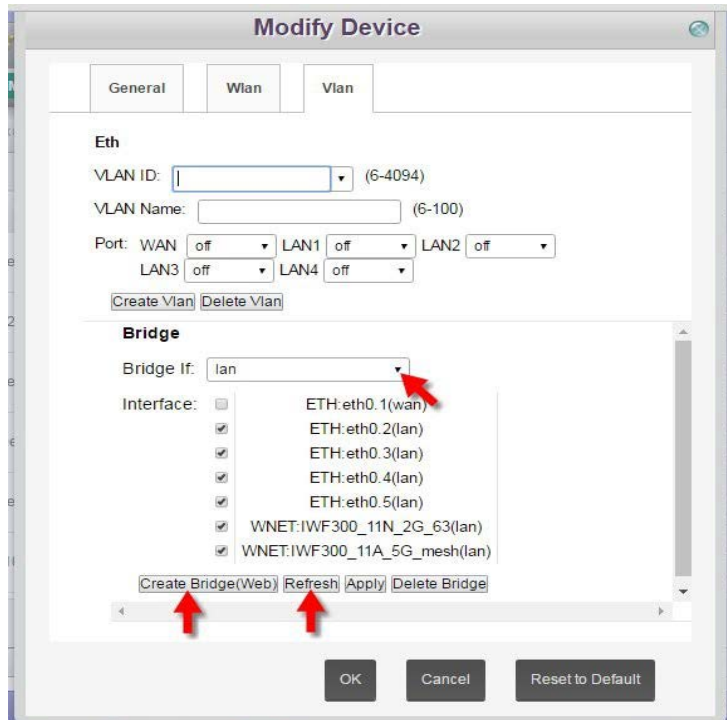 Modify Device
General Wlan Vlan
Eth
VLAN ID: (6-4094)
VLAN Name: (6-100)
Port: WAN off LAN1 off LAN2 off
LAN3 off LAN4 off
Create Vlan Delete Vlan
Bridge
Bridge If: lan
Interface: ETH:eth0.1(wan)
ETH:eth0.2(lan)
ETH:eth0.3(lan)
ETH:eth0.4(lan)
ETH:eth0.5(lan)
WNET:IWF300_11N_2G_63(lan)
WNET:IWF300_11A_5G_mesh(lan)
Create Bridge(Web) Refresh Apply Delete Bridge
OK Cancel Reset to Default